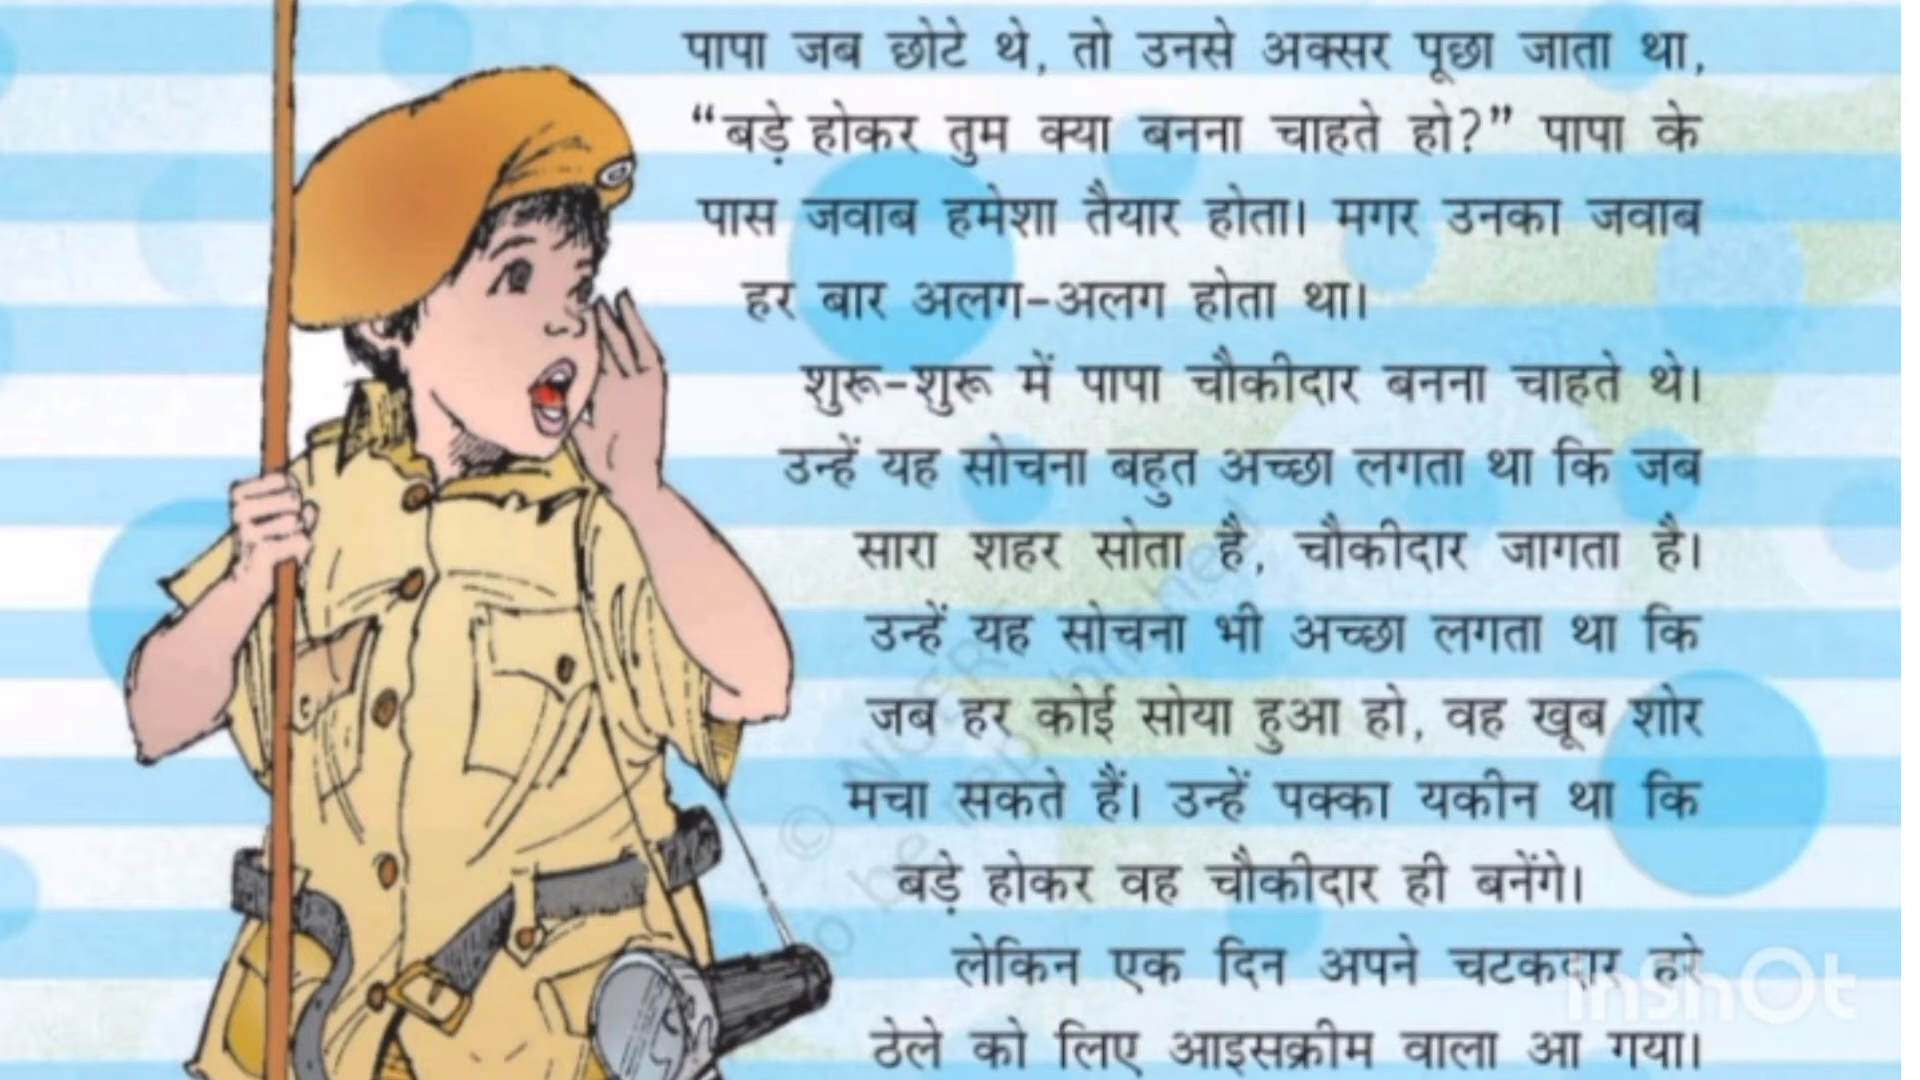 पापा जब छोटे थे, तो उनसे अक्सर पूछा जाता था,
“बड़े होकर तुम क्या बनना चाहते हो?” पापा के
पास जवाब हमेशा तैयार होता। मगर उनका जवाब
हर बार अलग-अलग होता था।
शुरू-शुरू में पापा चौकीदार बनना चाहते थे।
उन्हें यह सोचना बहुत अच्छा लगता था कि जब
सारा शहर सोता है, चौकीदार जागता है।
उन्हें यह सोचना भी अच्छा लगता था कि
जब हर कोई सोया हुआ हो, वह खूब शोर
मचा सकते हैं। उन्हें पक्का यकीन था कि
बड़े होकर वह चौकीदार ही बनेंगे।
लेकिन एक दिन अपने चटकदार हरे
ठेले को लिए आइसक्रीम वाला आ गया।
InShOt